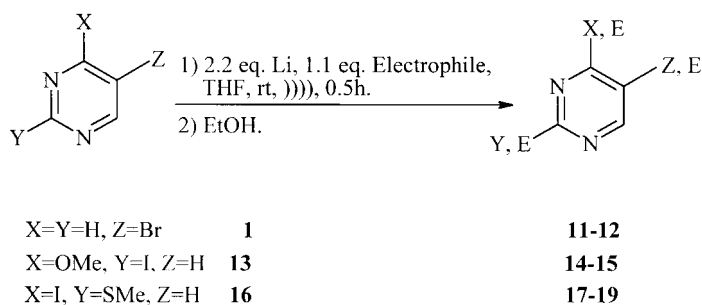 X
Z
N
Y
N
1) 2.2 eq. Li, 1.1 eq. Electrophile,
THF, rt, )))), 0.5h.
2) EtOH.
X, E
Z, E
N
Y, E
N
X=Y=H, Z=Br 1 11-12
X=OMe, Y=I, Z=H 13 14-15
X=I, Y=SMe, Z=H 16 17-19